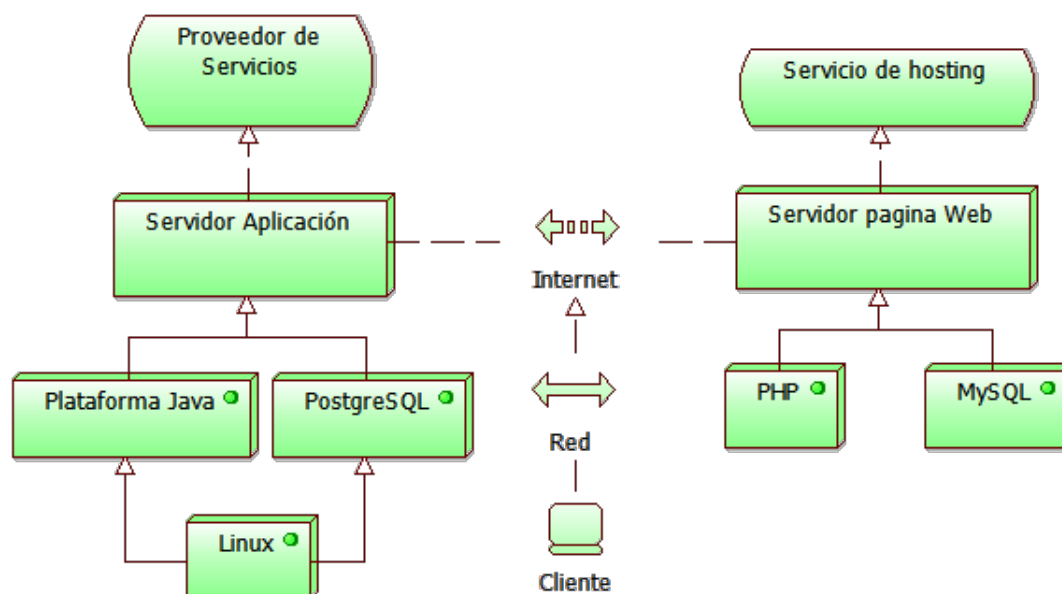 Proveedor de
Servicios
Servicio de hosting
Servidor Aplicación
Servidor pagina Web
Internet
Plataforma Java
PostgreSQL
PHP
MySQL
Red
Linux
Cliente